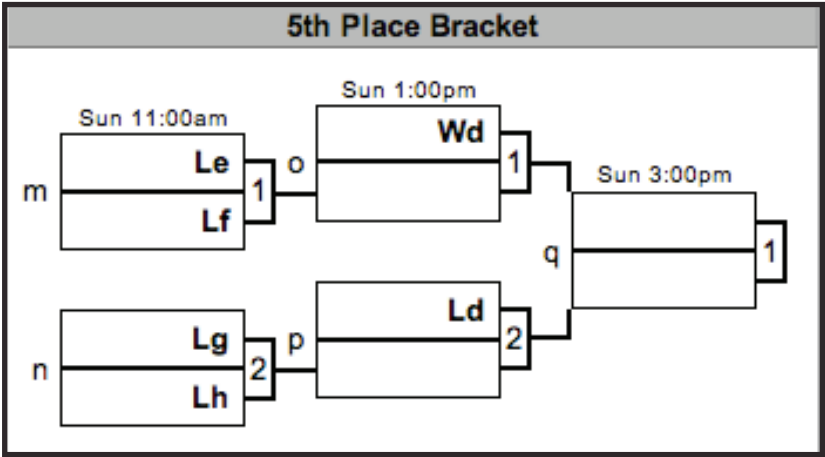 5th Place Bracket
Sun 11:00am
Sun 1:00pm
Sun 3:00pm
m
Le
Lf
1
o
Wd
1
q
1
n
Lg
Lh
2
p
Ld
2